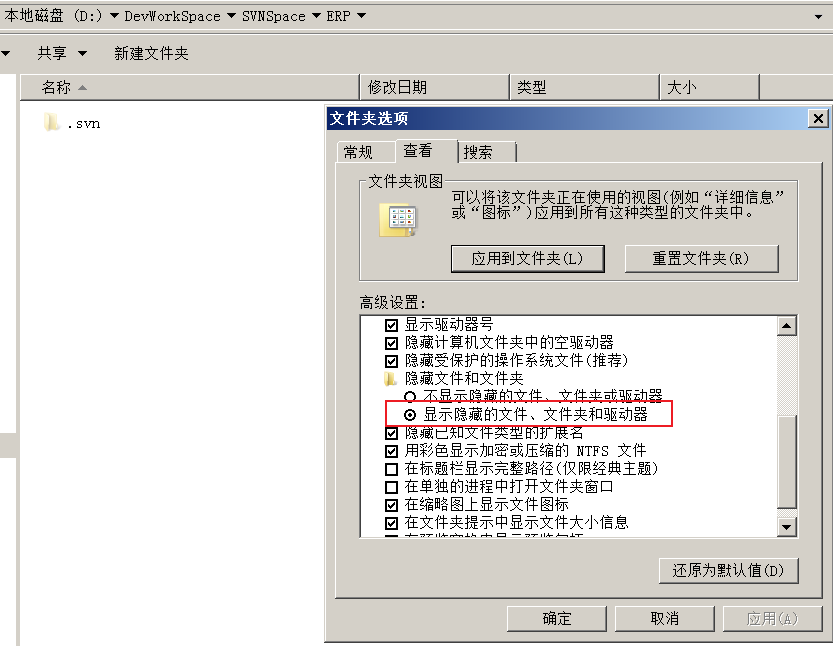 本地磁盘 (D:) DevWorkSpace SVNSpace ERP
共享 新建文件夹
名称 修改日期 类型 大小
.svn
文件夹选项
常规 查看 搜索
文件夹视图
可以将该文件夹正在使用的视图(例如“详细信息”
或“图标”)应用到所有这种类型的文件夹中。
应用到文件夹(L) 重置文件夹(R)
高级设置:
显示驱动器号
隐藏计算机文件夹中的空驱动器
隐藏受保护的操作系统文件(推荐)
隐藏文件和文件夹
不显示隐藏的文件、文件夹或驱动器
显示隐藏的文件、文件夹和驱动器
隐藏已知文件类型的扩展名
用彩色显示加密或压缩的 NTFS 文件
在标题栏显示完整路径(仅限经典主题)
在单独的进程中打开文件夹窗口
在缩略图上显示文件图标
在文件夹提示中显示文件大小信息
还原为默认值(D)
确定 取消 应用(A)